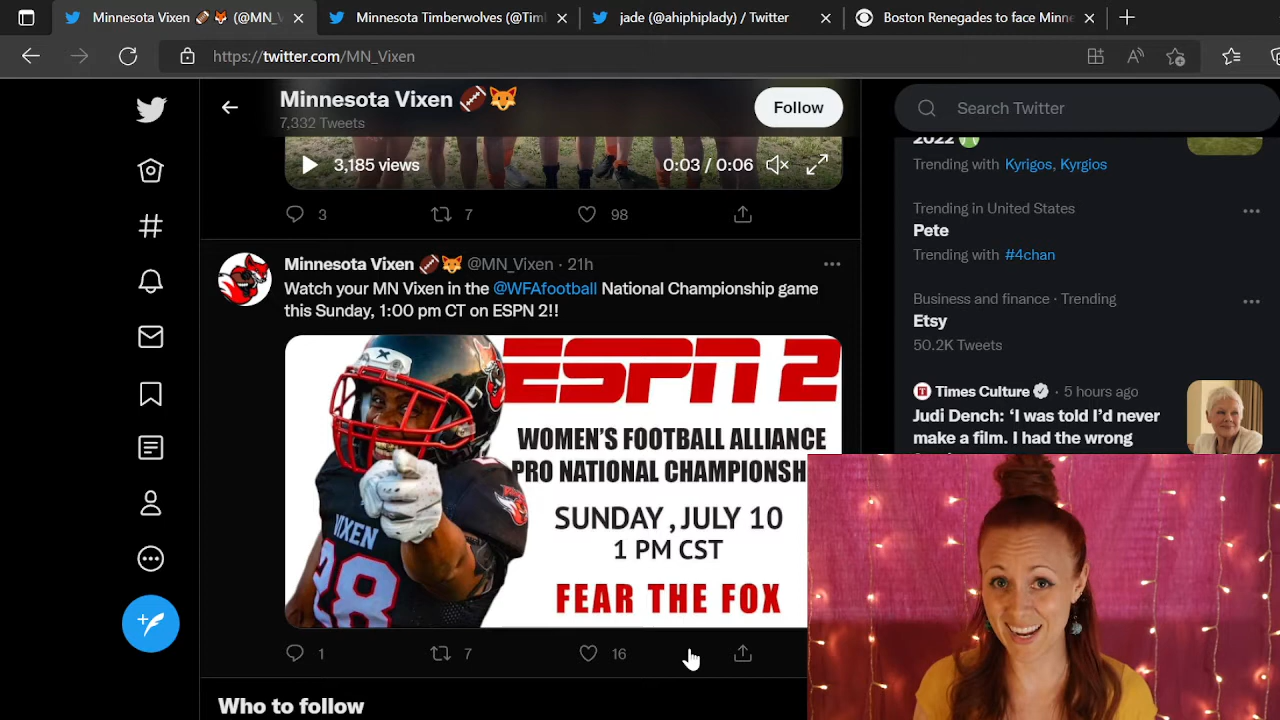 Minnesota Vixen 🏈 🦊 (@MN_V
Minnesota Timberwolves (@Timb
jade (@ahiphiplady) / Twitter
Boston Renegades to face Minne
https://twitter.com/MN_Vixen
Minnesota Vixen 🏈🦊
7,332 Tweets
Follow
Search Twitter
3,185 views
0:03 / 0:06
3
7
98
2022
Trending with Kyrigos, Kyrgios
Trending in United States
Pete
Trending with #4chan
Business and finance · Trending
Etsy
50.2K Tweets
Times Culture · 5 hours ago
Judi Dench: ‘I was told I’d never
make a film. I had the wrong
Minnesota Vixen 🏈🦊 @MN_Vixen · 21h
Watch your MN Vixen in the @WFAfootball National Championship game
this Sunday, 1:00 pm CT on ESPN 2!!
ESPN 2
WOMEN'S FOOTBALL ALLIANCE
PRO NATIONAL CHAMPIONSH
SUNDAY, JULY 10
1 PM CST
FEAR THE FOX
VIXEN
28
1
7
16
Who to follow